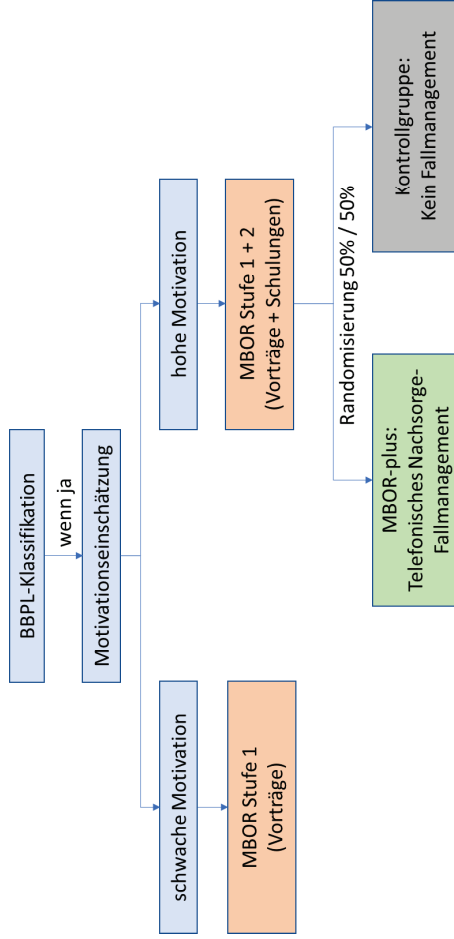 BBPL-Klassifikation
wenn ja
Motivationseinschätzung
schwache Motivation
hohe Motivation
MBOR Stufe 1
(Vorträge)
MBOR Stufe 1 + 2
(Vorträge + Schulungen)
Randomisierung 50% / 50%
MBOR-plus:
Telefonisches Nachsorge-
Fallmanagement
Kontrollgruppe:
Kein Fallmanagement